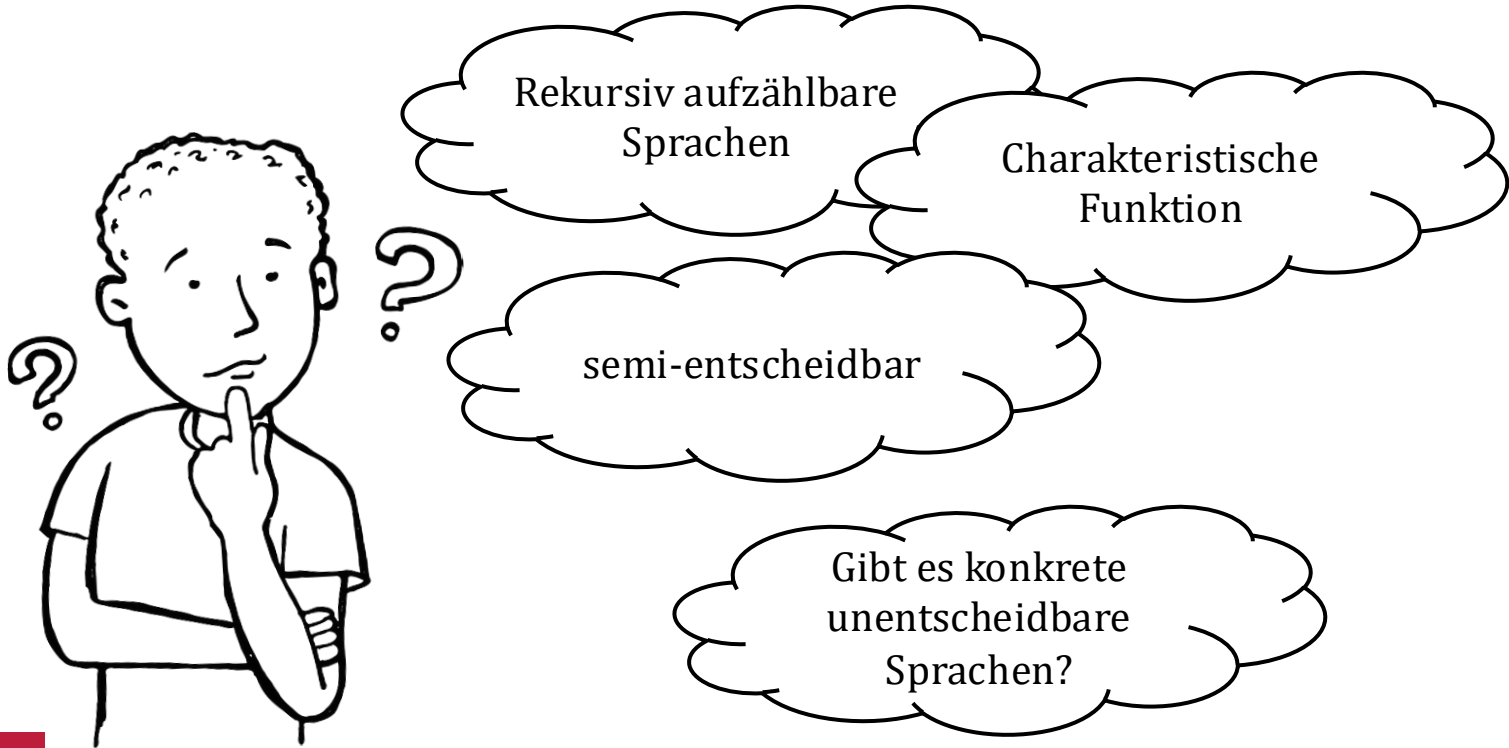 Rekursiv aufzählbare
Sprachen
Charakteristische
Funktion
semi-entscheidbar
Gibt es konkrete
unentscheidbare
Sprachen?
?
?